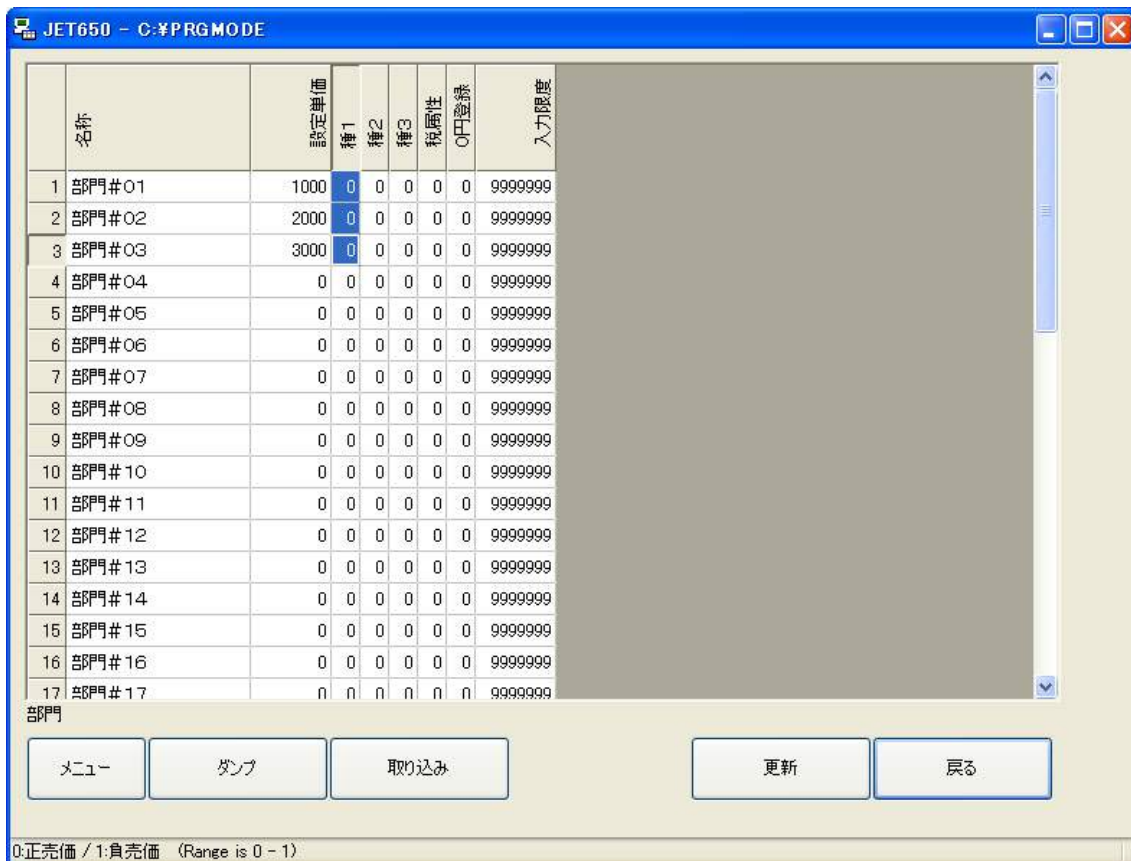 JET650 - C:¥PRGMODE
名称 設定単価 種1 種2 種3 税属性 0円登録 入力限度
1 部門#01 1000 0 0 0 0 0 9999999
2 部門#02 2000 0 0 0 0 0 9999999
3 部門#03 3000 0 0 0 0 0 9999999
4 部門#04 0 0 0 0 0 0 9999999
5 部門#05 0 0 0 0 0 0 9999999
6 部門#06 0 0 0 0 0 0 9999999
7 部門#07 0 0 0 0 0 0 9999999
8 部門#08 0 0 0 0 0 0 9999999
9 部門#09 0 0 0 0 0 0 9999999
10 部門#10 0 0 0 0 0 0 9999999
11 部門#11 0 0 0 0 0 0 9999999
12 部門#12 0 0 0 0 0 0 9999999
13 部門#13 0 0 0 0 0 0 9999999
14 部門#14 0 0 0 0 0 0 9999999
15 部門#15 0 0 0 0 0 0 9999999
16 部門#16 0 0 0 0 0 0 9999999
17 部門#17 0 0 0 0 0 0 9999999
部門
メニュー ダンプ 取り込み 更新 戻る
0:正売価 / 1:負売価 (Range is 0 - 1)